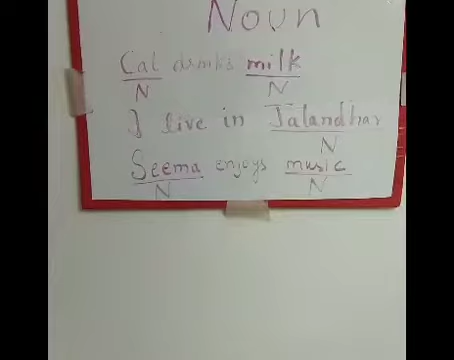 Noun
Cat drinks milk
N N
I live in Jalandhar
N
Seema enjoys music
N N